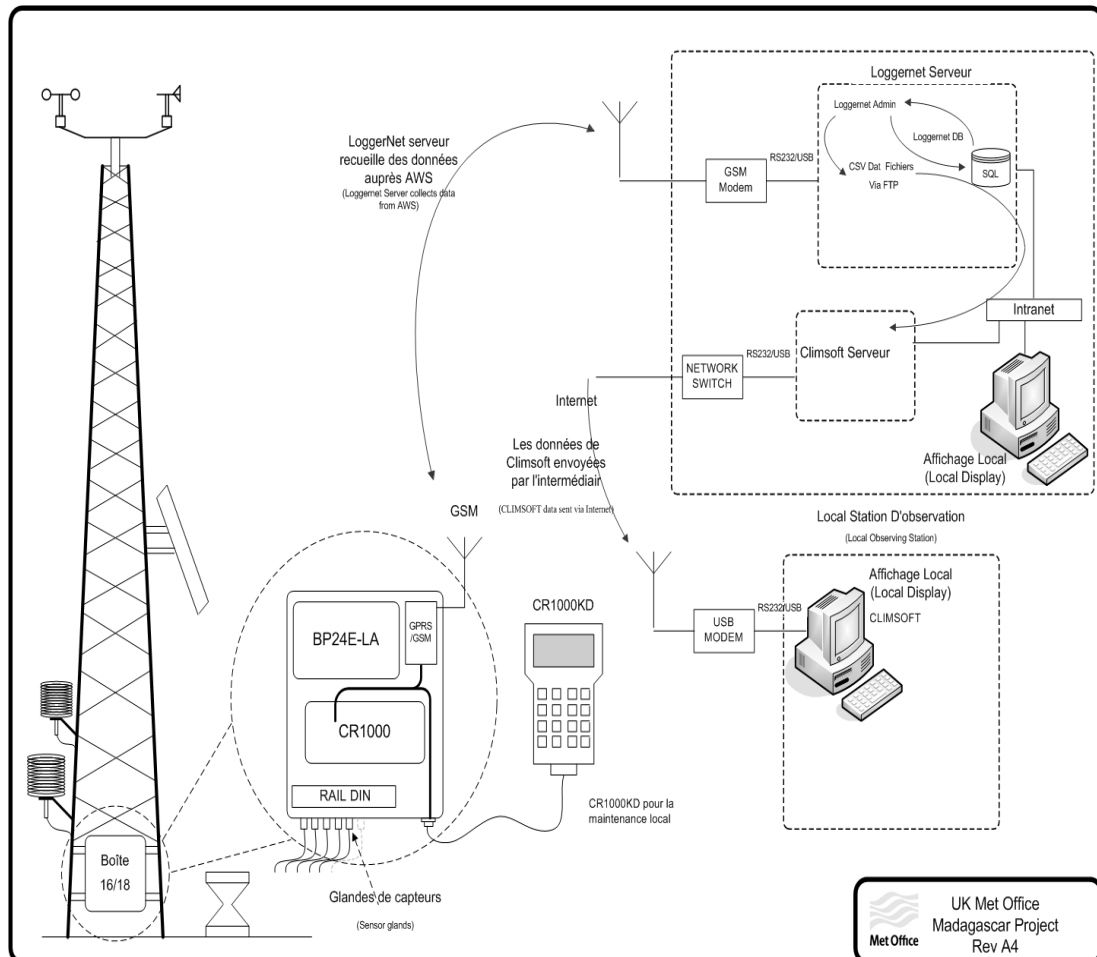 Loggernet Serveur
Loggernet Admin
Loggernet DB
SQL
CSV Dat Fichiers
Via FTP
RS232/USB
GSM
Modem
LoggerNet serveur
recueille des données
auprès AWS
(Loggernet Server collects data
from AWS)
Intranet
Climsoft Serveur
RS232/USB
NETWORK
SWITCH
Internet
Affichage Local
(Local Display)
Les données de
Climsoft envoyées
par l'intermédiair
(CLIMSOFT data sent via Internet)
GSM
Local Station D'observation
(Local Observing Station)
Affichage Local
(Local Display)
CLIMSOFT
RS232/USB
USB
MODEM
CR1000KD
BP24E-LA
GPRS
/GSM
CR1000
RAIL DIN
CR1000KD pour la
maintenance local
Boîte
16/18
Glandes de capteurs
(Sensor glands)
Met Office
UK Met Office
Madagascar Project
Rev A4